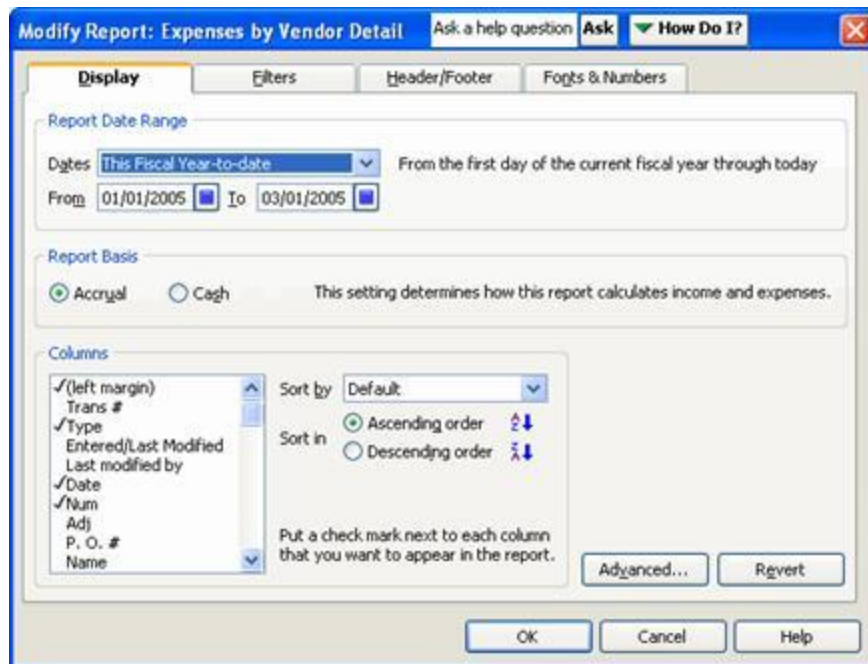 Modify Report: Expenses by Vendor Detail Ask a help question Ask How Do I?
Display Filters Header/Footer Fonts & Numbers
Report Date Range
Dates This Fiscal Year-to-date From the first day of the current fiscal year through today
From 01/01/2005 To 03/01/2005
Report Basis
Accrual Cash This setting determines how this report calculates income and expenses.
Columns
(left margin)
Trans #
Type
Entered/Last Modified
Last modified by
Date
Num
Adj
P. O. #
Name
Sort by Default
Sort in
Ascending order
Descending order
Put a check mark next to each column
that you want to appear in the report.
Advanced... Revert
OK Cancel Help